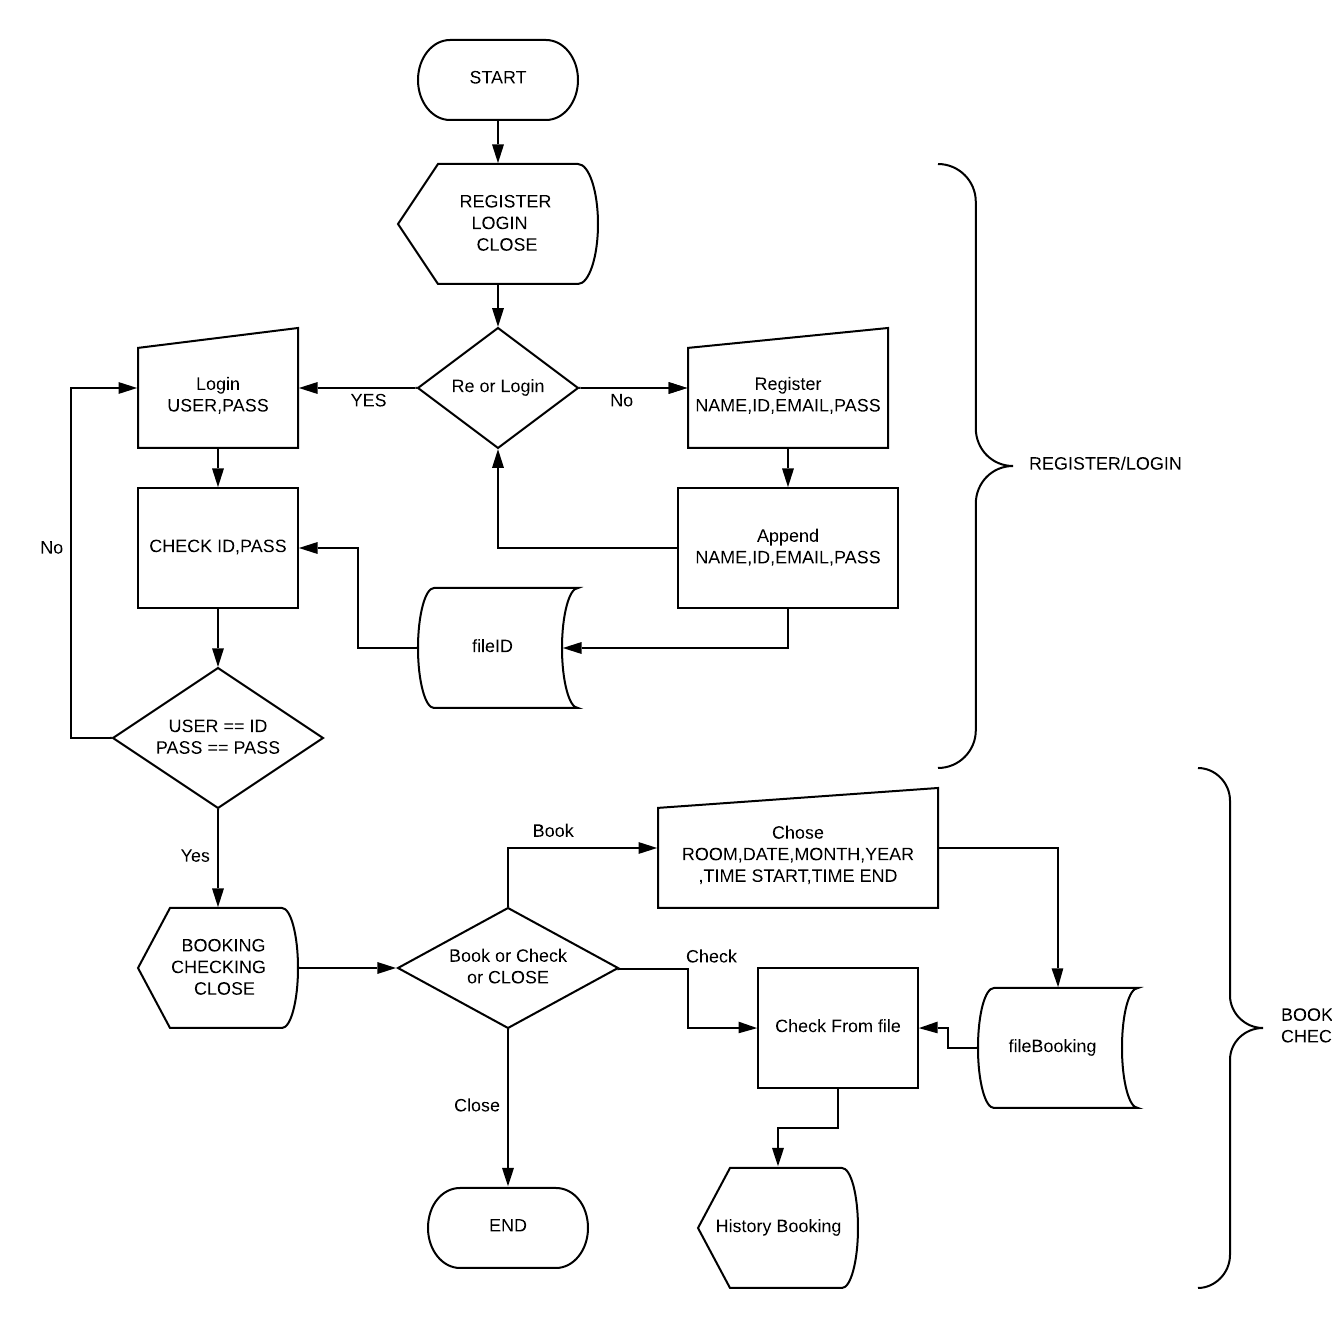 START
REGISTER
LOGIN
CLOSE
Re or Login
YES
No
Login
USER,PASS
Register
NAME,ID,EMAIL,PASS
REGISTER/LOGIN
No
CHECK ID,PASS
Append
NAME,ID,EMAIL,PASS
fileID
USER == ID
PASS == PASS
Yes
Book
Chose
ROOM,DATE,MONTH,YEAR
,TIME START,TIME END
BOOKING
CHECKING
CLOSE
Book or Check
or CLOSE
Check
Check From file
fileBooking
BOOK
CHEC
Close
END
History Booking